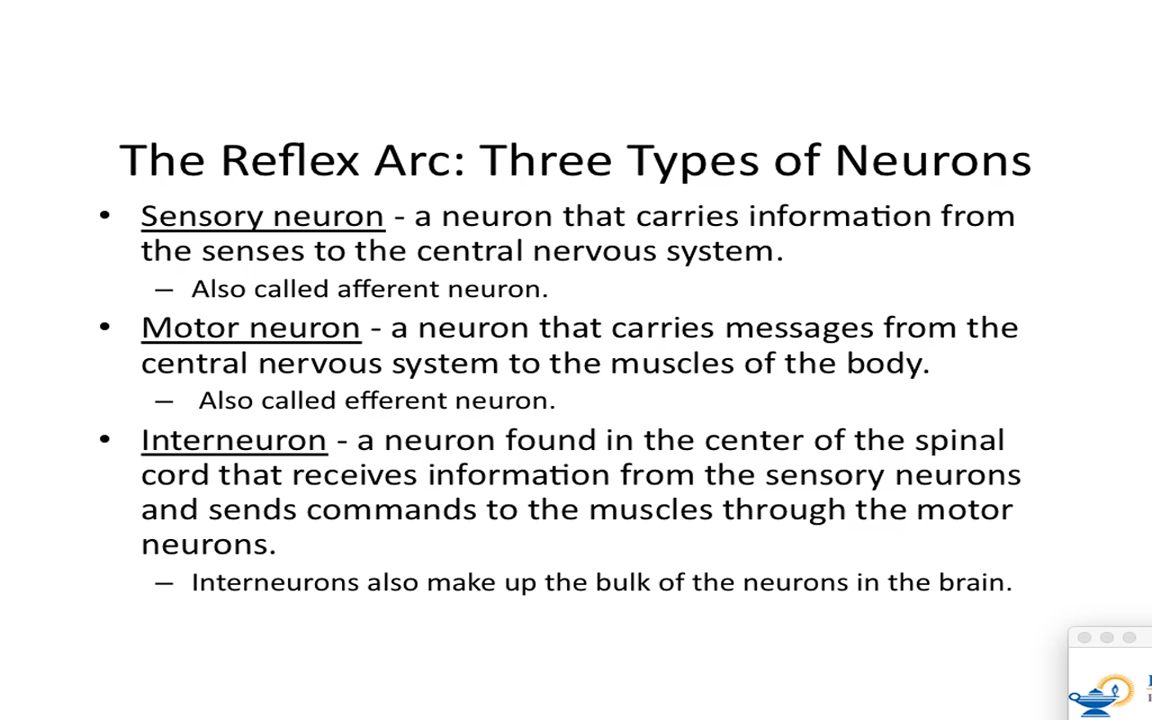 The Reflex Arc: Three Types of Neurons
• Sensory neuron - a neuron that carries information from
the senses to the central nervous system.
– Also called afferent neuron.
• Motor neuron - a neuron that carries messages from the
central nervous system to the muscles of the body.
– Also called efferent neuron.
• Interneuron - a neuron found in the center of the spinal
cord that receives information from the sensory neurons
and sends commands to the muscles through the motor
neurons.
– Interneurons also make up the bulk of the neurons in the brain.